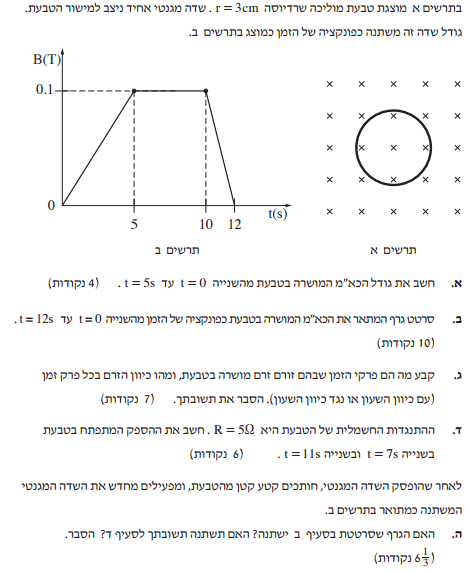 בתרשים א מוצגת טבעת מוליכה שרדיוסה r = 3cm . שדה מגנטי אחיד ניצב למישור הטבעת.
גודל שדה זה משתנה כפונקציה של הזמן כמוצג בתרשים ב.
B(T)
0.1
0
5
10
12
t(s)
תרשים א
תרשים ב
א. חשב את גודל הכא"מ המושרה בטבעת מהשנייה t = 0 עד t = 5s . (4 נקודות)
ב. סרטט גרף המתאר את הכא"מ המושרה בטבעת כפונקציה של הזמן מהשנייה t = 0 עד t = 12s .
(10 נקודות)
ג. קבע מה הם פרקי הזמן שבהם זורם זרם מושרה בטבעת, ומהו כיוון הזרם בכל פרק זמן
(עם כיוון השעון או נגד כיוון השעון). הסבר את תשובתך. (7 נקודות)
ד. ההתנגדות החשמלית של הטבעת היא R = 5Ω . חשב את ההספק המתפתח בטבעת
בשנייה t = 7s ובשנייה t = 11s . (6 נקודות)
לאחר שהופסק השדה המגנטי, חותכים קטע קטן מהטבעת, ומפעילים מחדש את השדה המגנטי
המשתנה כמתואר בתרשים ב.
ה. האם הגרף שסרטטת בסעיף ב ישתנה? האם תשתנה תשובתך לסעיף ד? הסבר.
(6 1/3 נקודות)